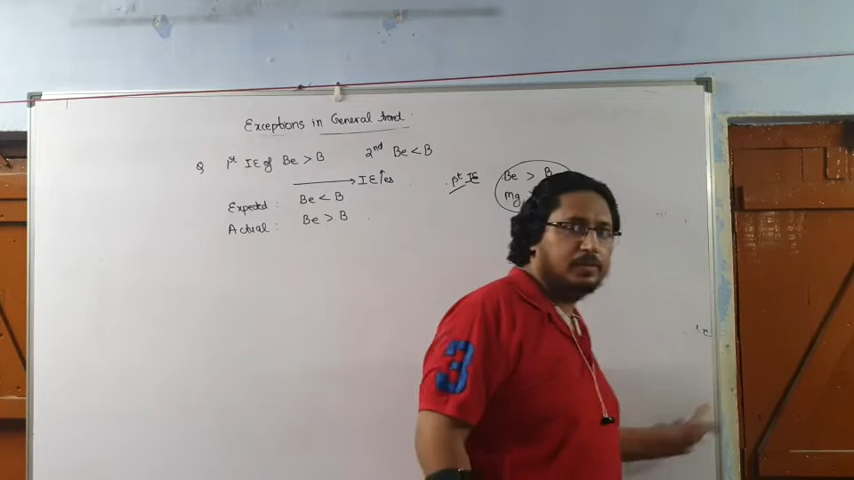 Exceptions in General trend.
Q 1st IE of Be > B 2nd Be < B
→ IE ↑es
Expected : Be < B
Actual : Be > B
1st IE Be > B
Mg
3